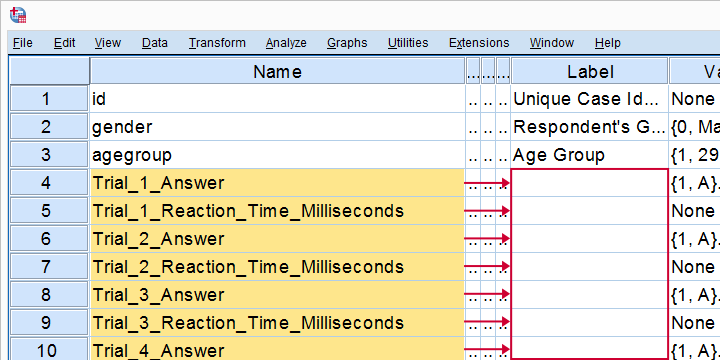 File Edit View Data Transform Analyze Graphs Utilities Extensions Window Help
Name ... ... ... Label Va
1 id .. .. .. Unique Case Id... None
2 gender .. .. .. Respondent's G... {0, Ma
3 agegroup .. .. .. Age Group {1, 29
4 Trial_1_Answer .. .. .. {1, A}.
5 Trial_1_Reaction_Time_Milliseconds .. .. .. None
6 Trial_2_Answer .. .. .. {1, A}.
7 Trial_2_Reaction_Time_Milliseconds .. .. .. None
8 Trial_3_Answer .. .. .. {1, A}.
9 Trial_3_Reaction_Time_Milliseconds .. .. .. None
10 Trial_4_Answer .. .. .. {1, A}.